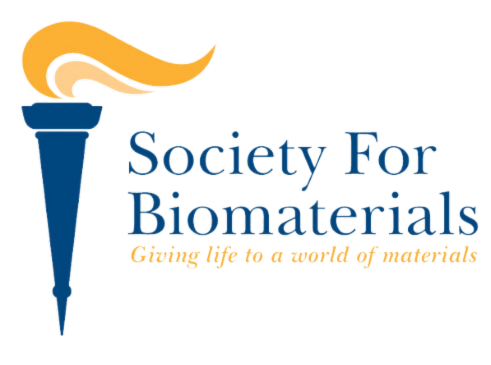 Society For
Biomaterials
Giving life to a world of materials